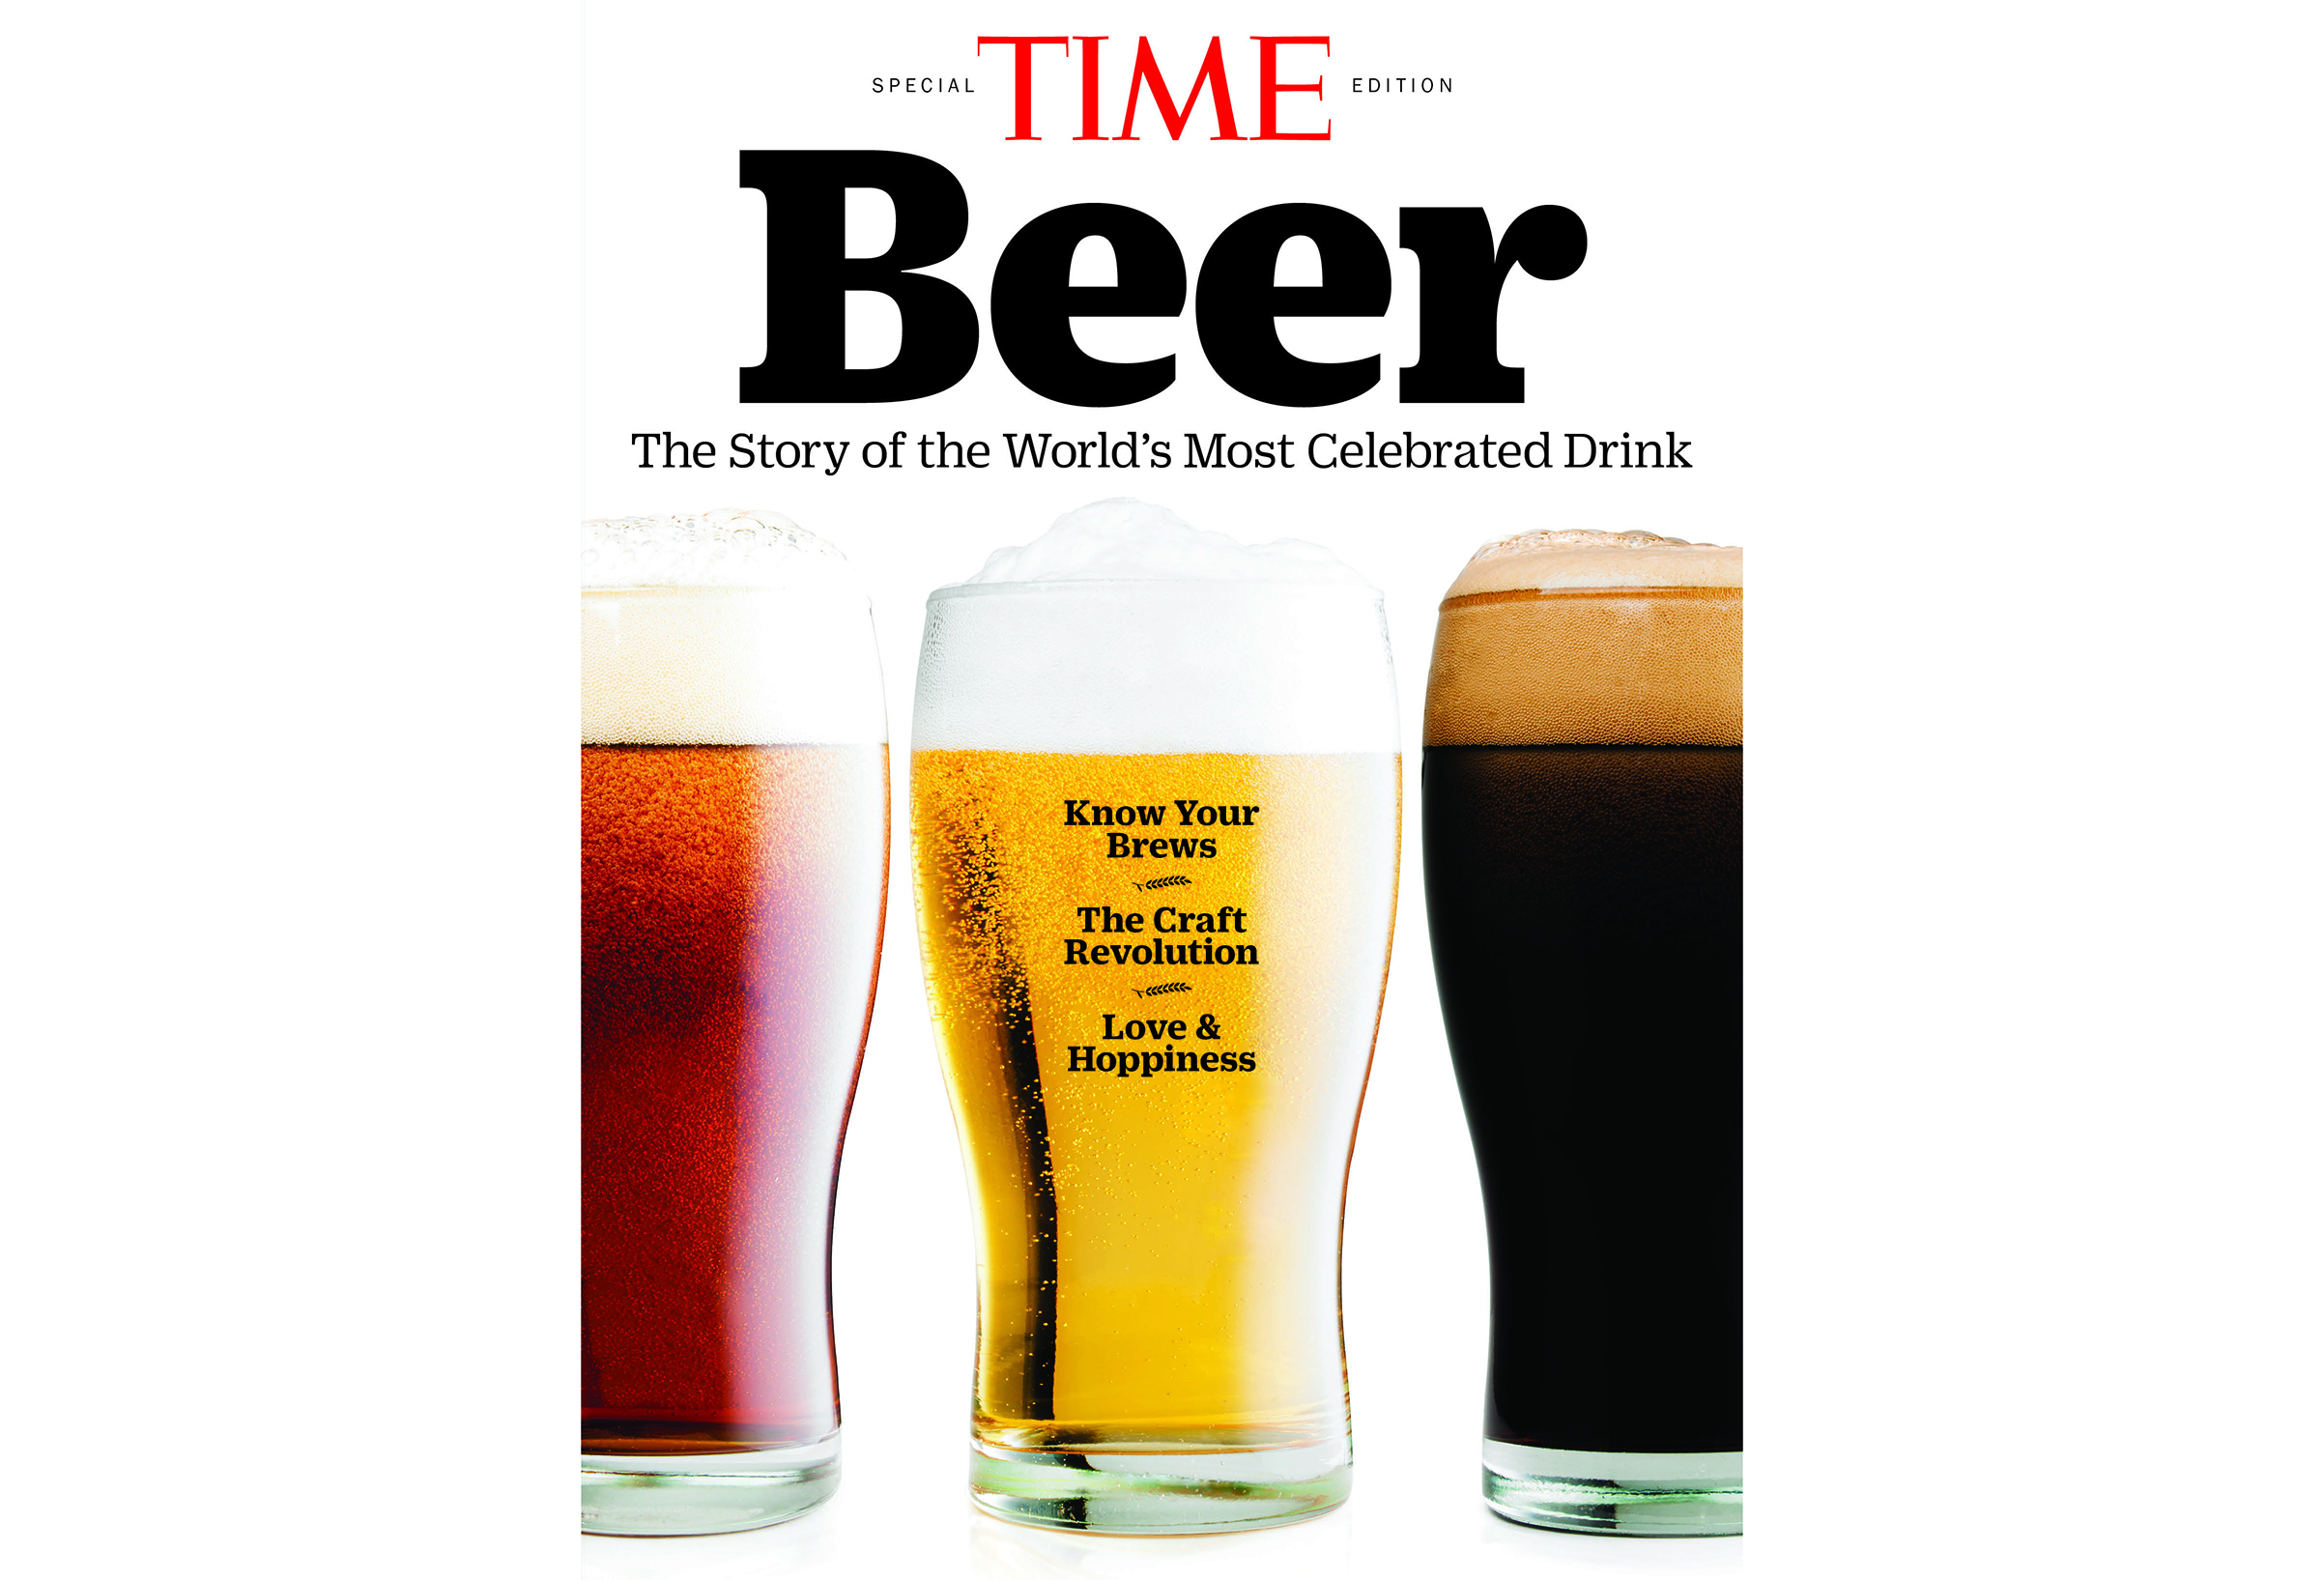 SPECIAL TIME EDITION
Beer
The Story of the World’s Most Celebrated Drink
Know Your
Brews
The Craft
Revolution
Love &
Hoppiness